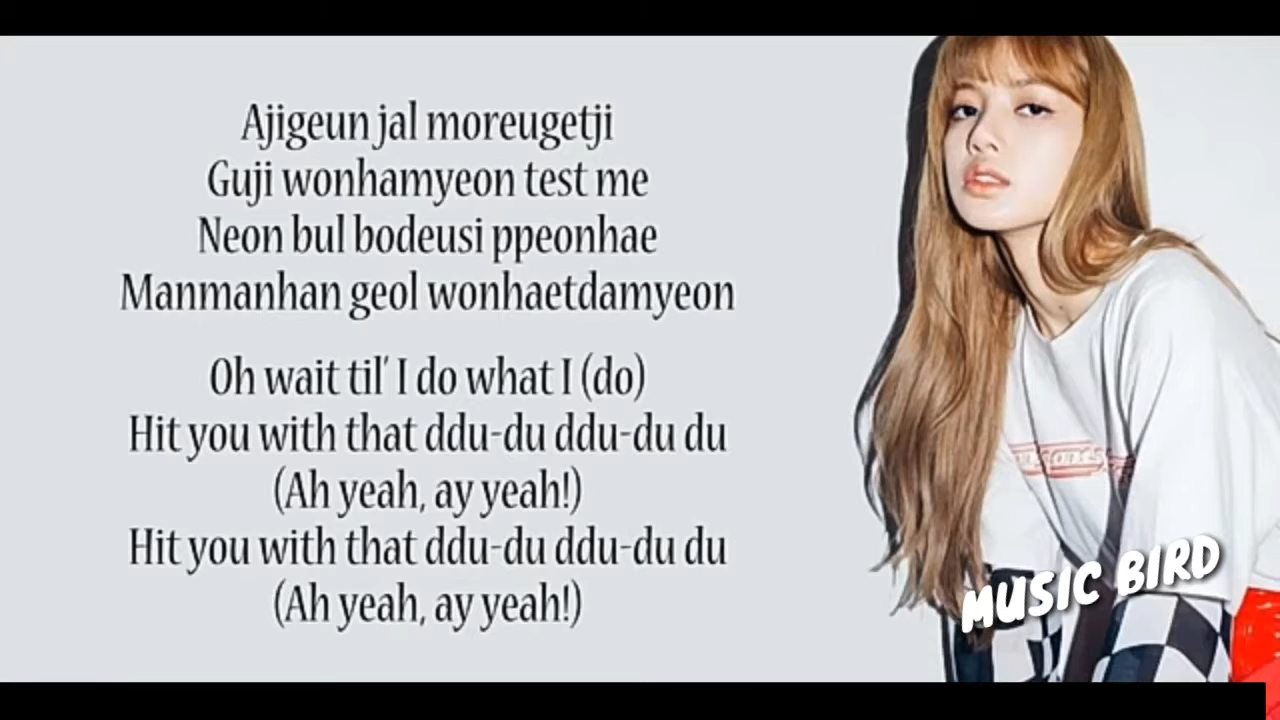 Ajigeun jal moreugetji
Guji wonhamyeon test me
Neon bul bodeusi ppeonhae
Manmanhan geol wonhaetdamyeon
Oh wait til' I do what I (do)
Hit you with that ddu-du ddu-du du
(Ah yeah, ay yeah!)
Hit you with that ddu-du ddu-du du
(Ah yeah, ay yeah!)
MUSIC BIRD